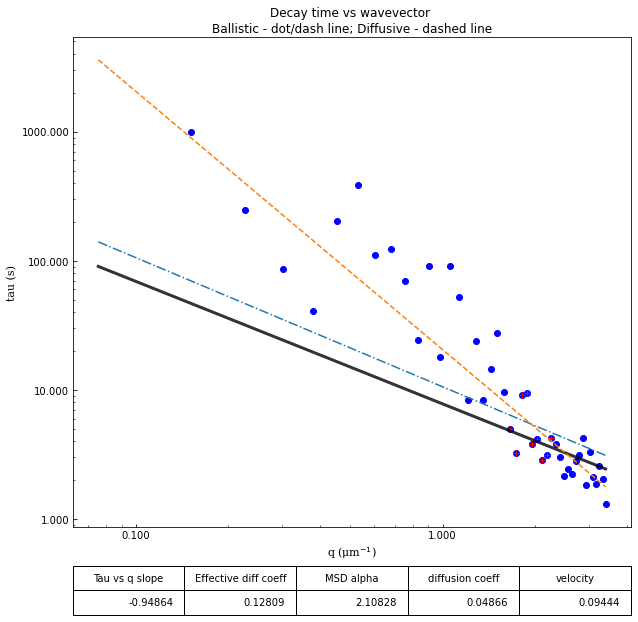 Decay time vs wavevector
Ballistic - dot/dash line; Diffusive - dashed line
tau (s)
1000.000
100.000
10.000
1.000
0.100
1.000
q (μm⁻¹)
Tau vs q slope Effective diff coeff MSD alpha diffusion coeff velocity
-0.94864 0.12809 2.10828 0.04866 0.09444